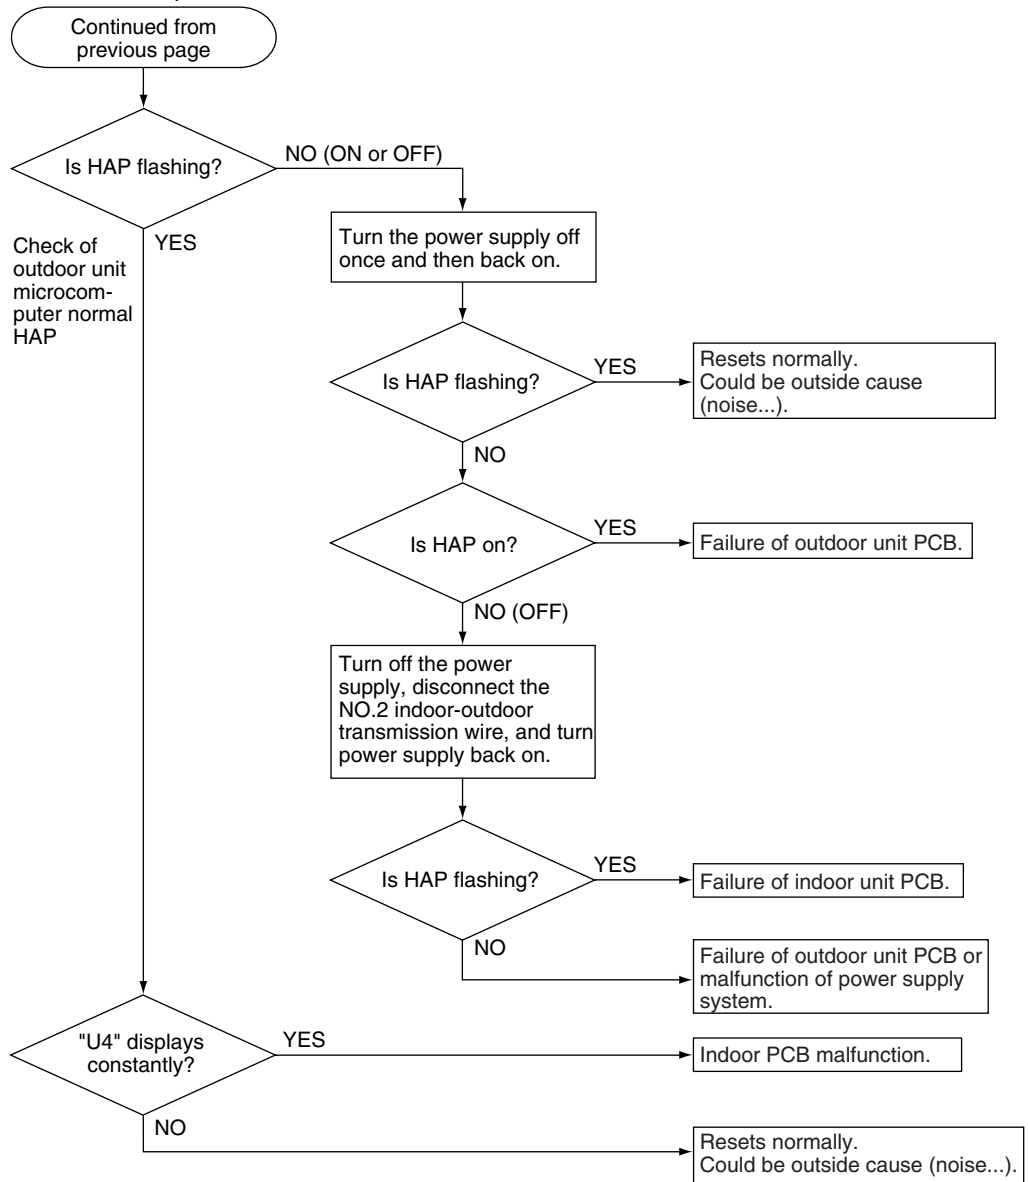 Continued from
previous page
Is HAP flashing?
NO (ON or OFF)
YES
Check of
outdoor unit
microcom-
puter normal
HAP
Turn the power supply off
once and then back on.
Is HAP flashing?
YES
Resets normally.
Could be outside cause
(noise...).
NO
Is HAP on?
YES
Failure of outdoor unit PCB.
NO (OFF)
Turn off the power
supply, disconnect the
NO.2 indoor-outdoor
transmission wire, and turn
power supply back on.
Is HAP flashing?
YES
Failure of indoor unit PCB.
NO
Failure of outdoor unit PCB or
malfunction of power supply
system.
"U4" displays
constantly?
YES
Indoor PCB malfunction.
NO
Resets normally.
Could be outside cause (noise...).